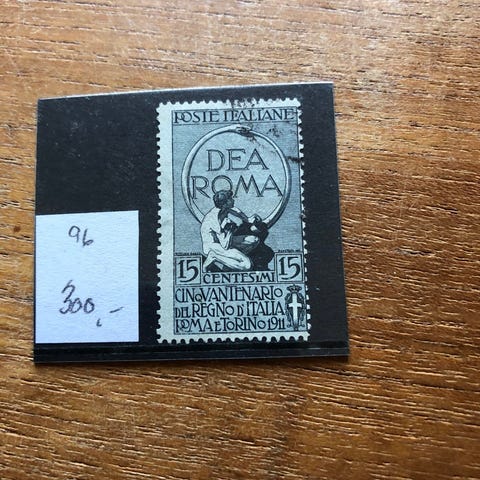 POSTE ITALIANE
DEA
ROMA
15 CENTESIMI 15
CINQVANTENARIO
DEL REGNO D'ITALIA
ROMA E TORINO 1911
96
300,-